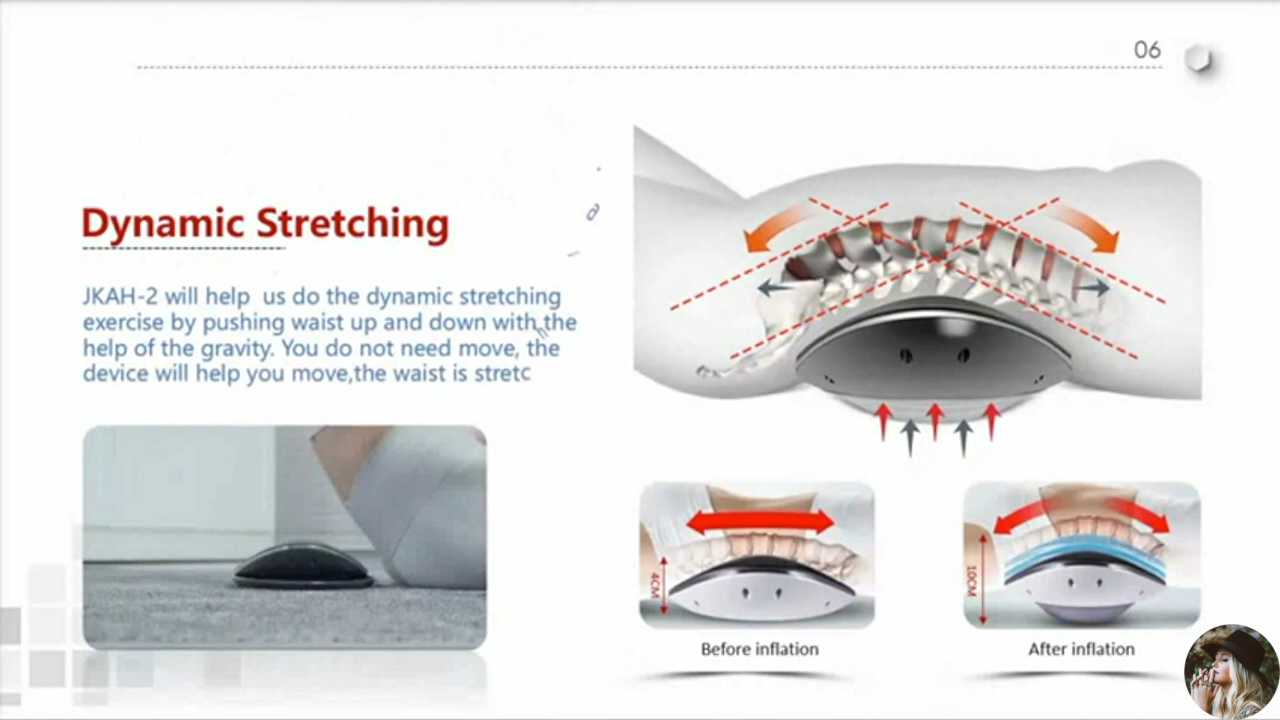 06
Dynamic Stretching
JKAH-2 will help us do the dynamic stretching
exercise by pushing waist up and down with the
help of the gravity. You do not need move, the
device will help you move,the waist is stretc
4CM
10CM
Before inflation
After inflation